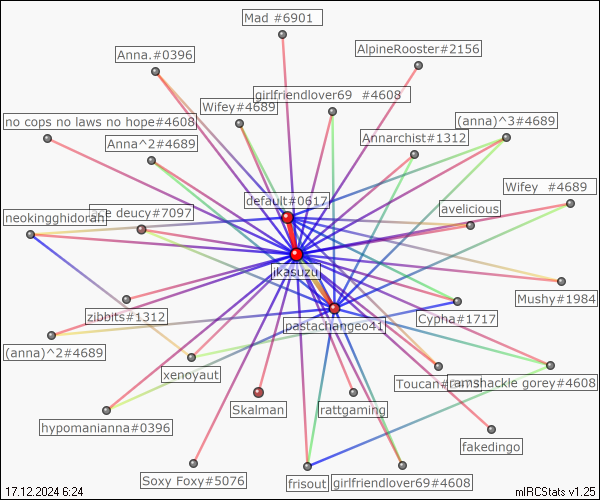 Mad #6901
Anna.#0396
AlpineRooster#2156
girlfriendlover69 #4608
Wifey#4689
no cops no laws no hope#4608
(anna)^3#4689
Annarchist#1312
Anna^2#4689
Wifey #4689
default#0617
avelicious
neokingghidorah
deucy#7097
ikasuzu
Mushy#1984
zibbits#1312
Cypha#1717
pastachangeo41
(anna)^2#4689
xenoyaut
ramshackle gorey#4608
Skalman
rattgaming
hypomanianna#0396
fakedingo
Soxy Foxy#5076
frisout
girlfriendlover69#4608
17.12.2024 6:24
mIRCStats v1.25